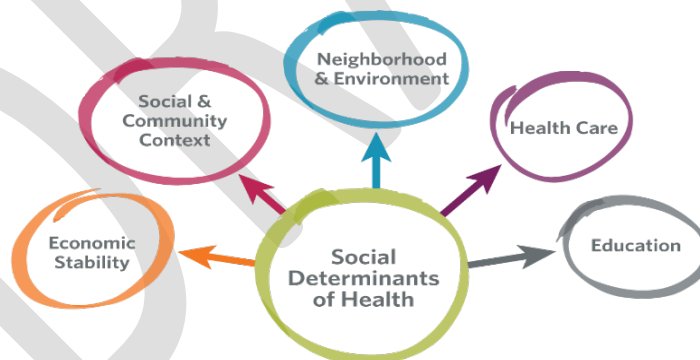 Neighborhood
& Environment
Social &
Community
Context
Health Care
Economic
Stability
Social
Determinants
of Health
Education